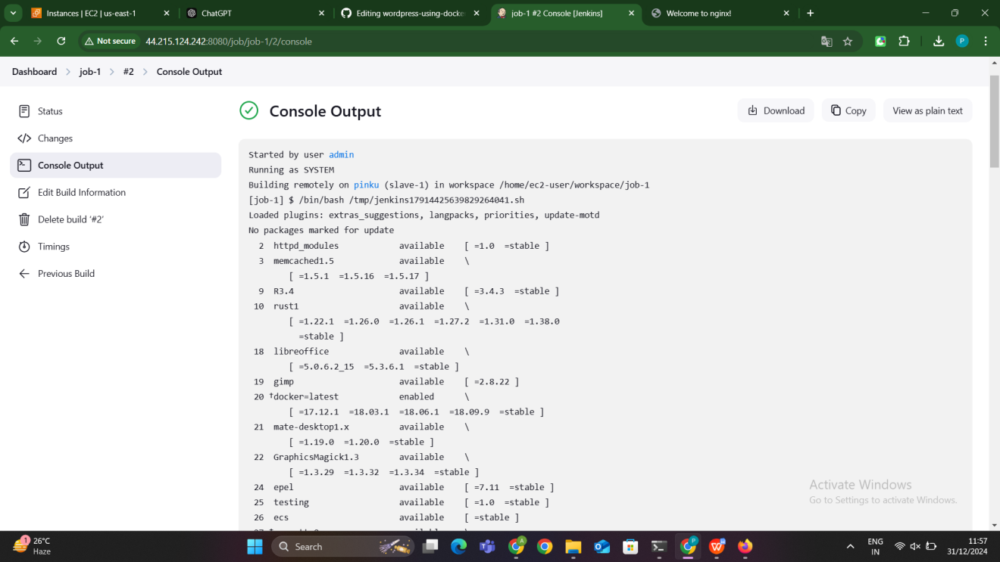 Instances | EC2 | us-east-1
ChatGPT
Editing wordpress-using-docke
job-1 #2 Console [Jenkins]
Welcome to nginx!
Not secure
44.215.124.242:8080/job/job-1/2/console
P
Dashboard > job-1 > #2 > Console Output
Status
Changes
Console Output
Edit Build Information
Delete build ‘#2’
Timings
Previous Build
Console Output
Download
Copy
View as plain text
Started by user admin
Running as SYSTEM
Building remotely on pinku (slave-1) in workspace /home/ec2-user/workspace/job-1
[job-1] $ /bin/bash /tmp/jenkins17914425639829264041.sh
Loaded plugins: extras_suggestions, langpacks, priorities, update-motd
No packages marked for update
2 httpd_modules available [ =1.0 =stable ]
3 memcached1.5 available \
[ =1.5.1 =1.5.16 =1.5.17 ]
9 R3.4 available [ =3.4.3 =stable ]
10 rust1 available \
[ =1.22.1 =1.26.0 =1.26.1 =1.27.2 =1.31.0 =1.38.0
=stable ]
18 libreoffice available \
[ =5.0.6.2_15 =5.3.6.1 =stable ]
19 gimp available [ =2.8.22 ]
20 †docker=latest enabled \
[ =17.12.1 =18.03.1 =18.06.1 =18.09.9 =stable ]
21 mate-desktop1.x available \
[ =1.19.0 =1.20.0 =stable ]
22 GraphicsMagick1.3 available \
[ =1.3.29 =1.3.32 =1.3.34 =stable ]
24 epel available [ =7.11 =stable ]
25 testing available [ =1.0 =stable ]
26 ecs available [ =stable ]
Activate Windows
Go to Settings to activate Windows.
1
26°C
Haze
Search
ENG
IN
11:57
31/12/2024